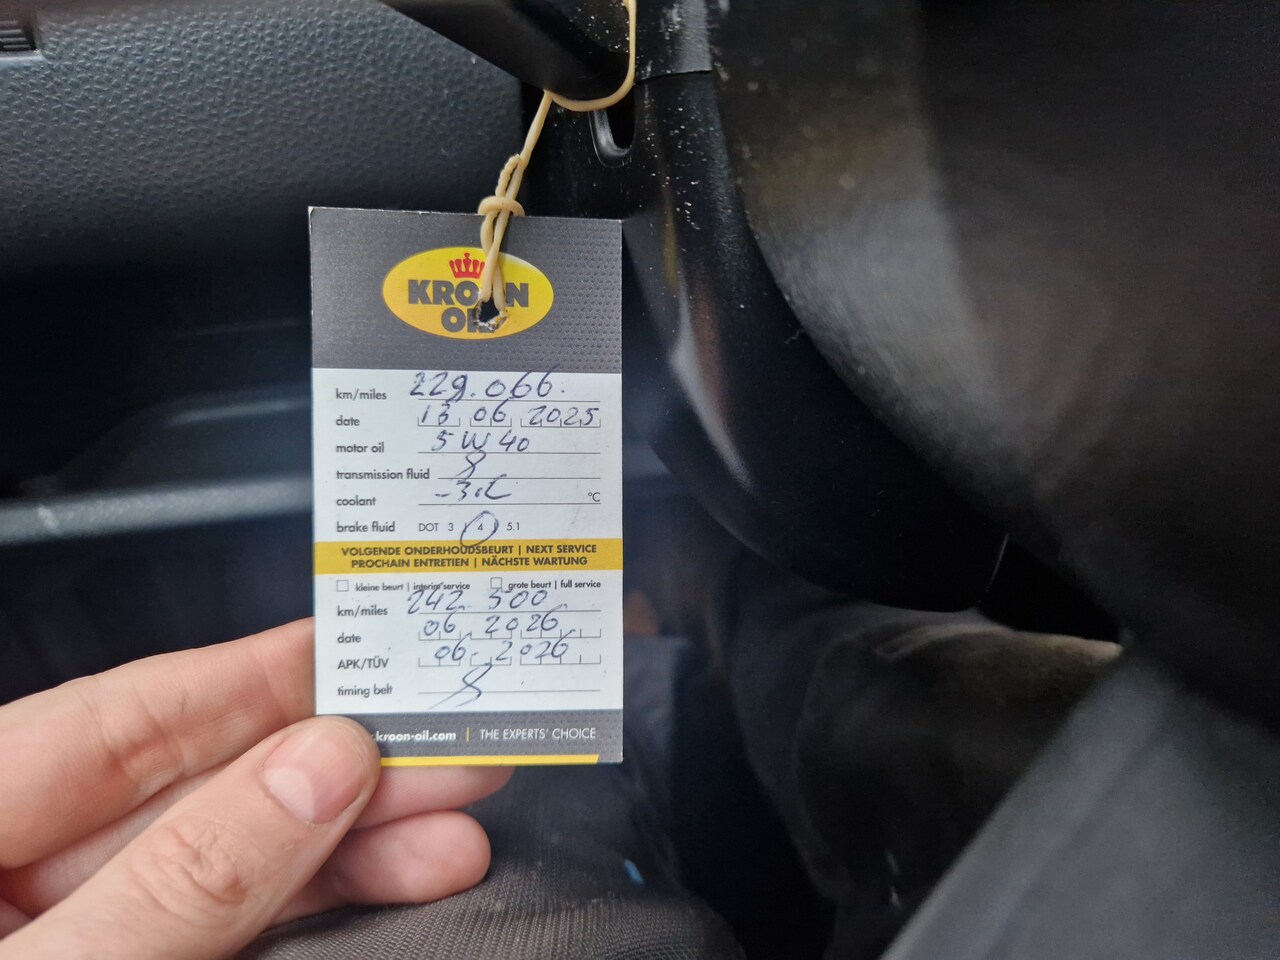 KROON
OIL
km/miles 229.066.
date 13 06 2025
motor oil 5W40
transmission fluid
coolant °C
brake fluid DOT 3 4 5.1
VOLGENDE ONDERHOUDSBEURT | NEXT SERVICE
PROCHAIN ENTRETIEN | NÄCHSTE WARTUNG
kleine beurt | interim service grote beurt | full service
km/miles 242.500
date 06 2026
APK/TÜV 06-2026
timing belt
kroon-oil.com | THE EXPERTS' CHOICE